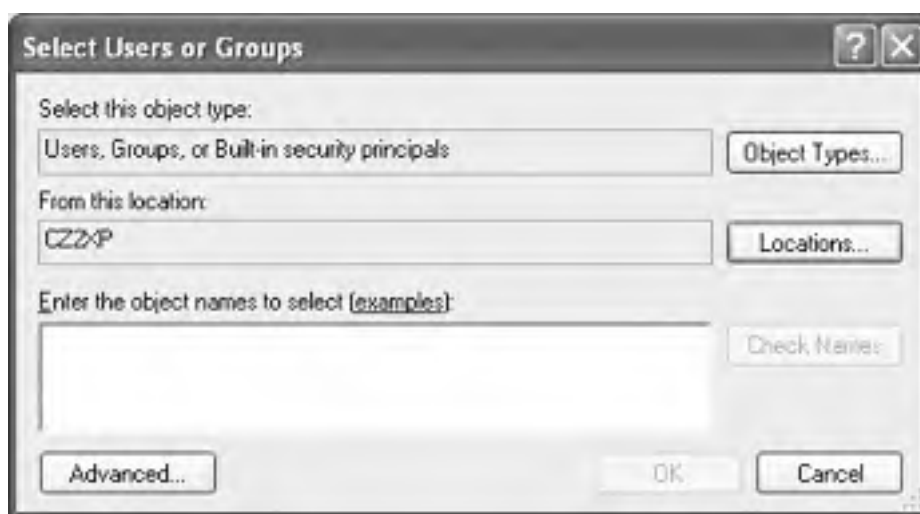 Select Users or Groups
Select this object type:
Users, Groups, or Built-in security principals
Object Types...
From this location:
CZ2XP
Locations...
Enter the object names to select (examples):
Check Names
Advanced...
OK
Cancel